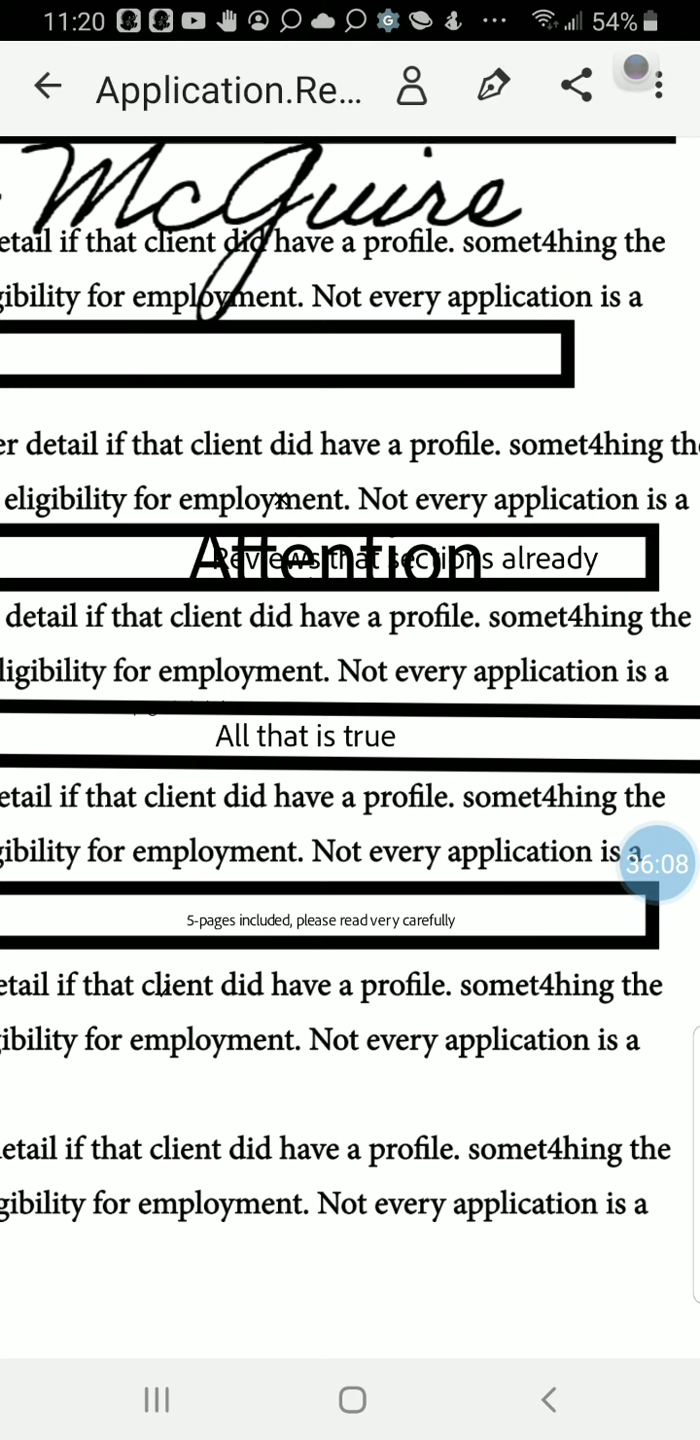 11:20 54%
Application.Re...
McGuire
etail if that client did have a profile. somet4hing the
gibility for employment. Not every application is a
er detail if that client did have a profile. somet4hing the
eligibility for employment. Not every application is a
Attention
Reviews that sections already
detail if that client did have a profile. somet4hing the
ligibility for employment. Not every application is a
All that is true
etail if that client did have a profile. somet4hing the
gibility for employment. Not every application is a
36:08
5-pages included, please read very carefully
etail if that client did have a profile. somet4hing the
gibility for employment. Not every application is a
etail if that client did have a profile. somet4hing the
gibility for employment. Not every application is a